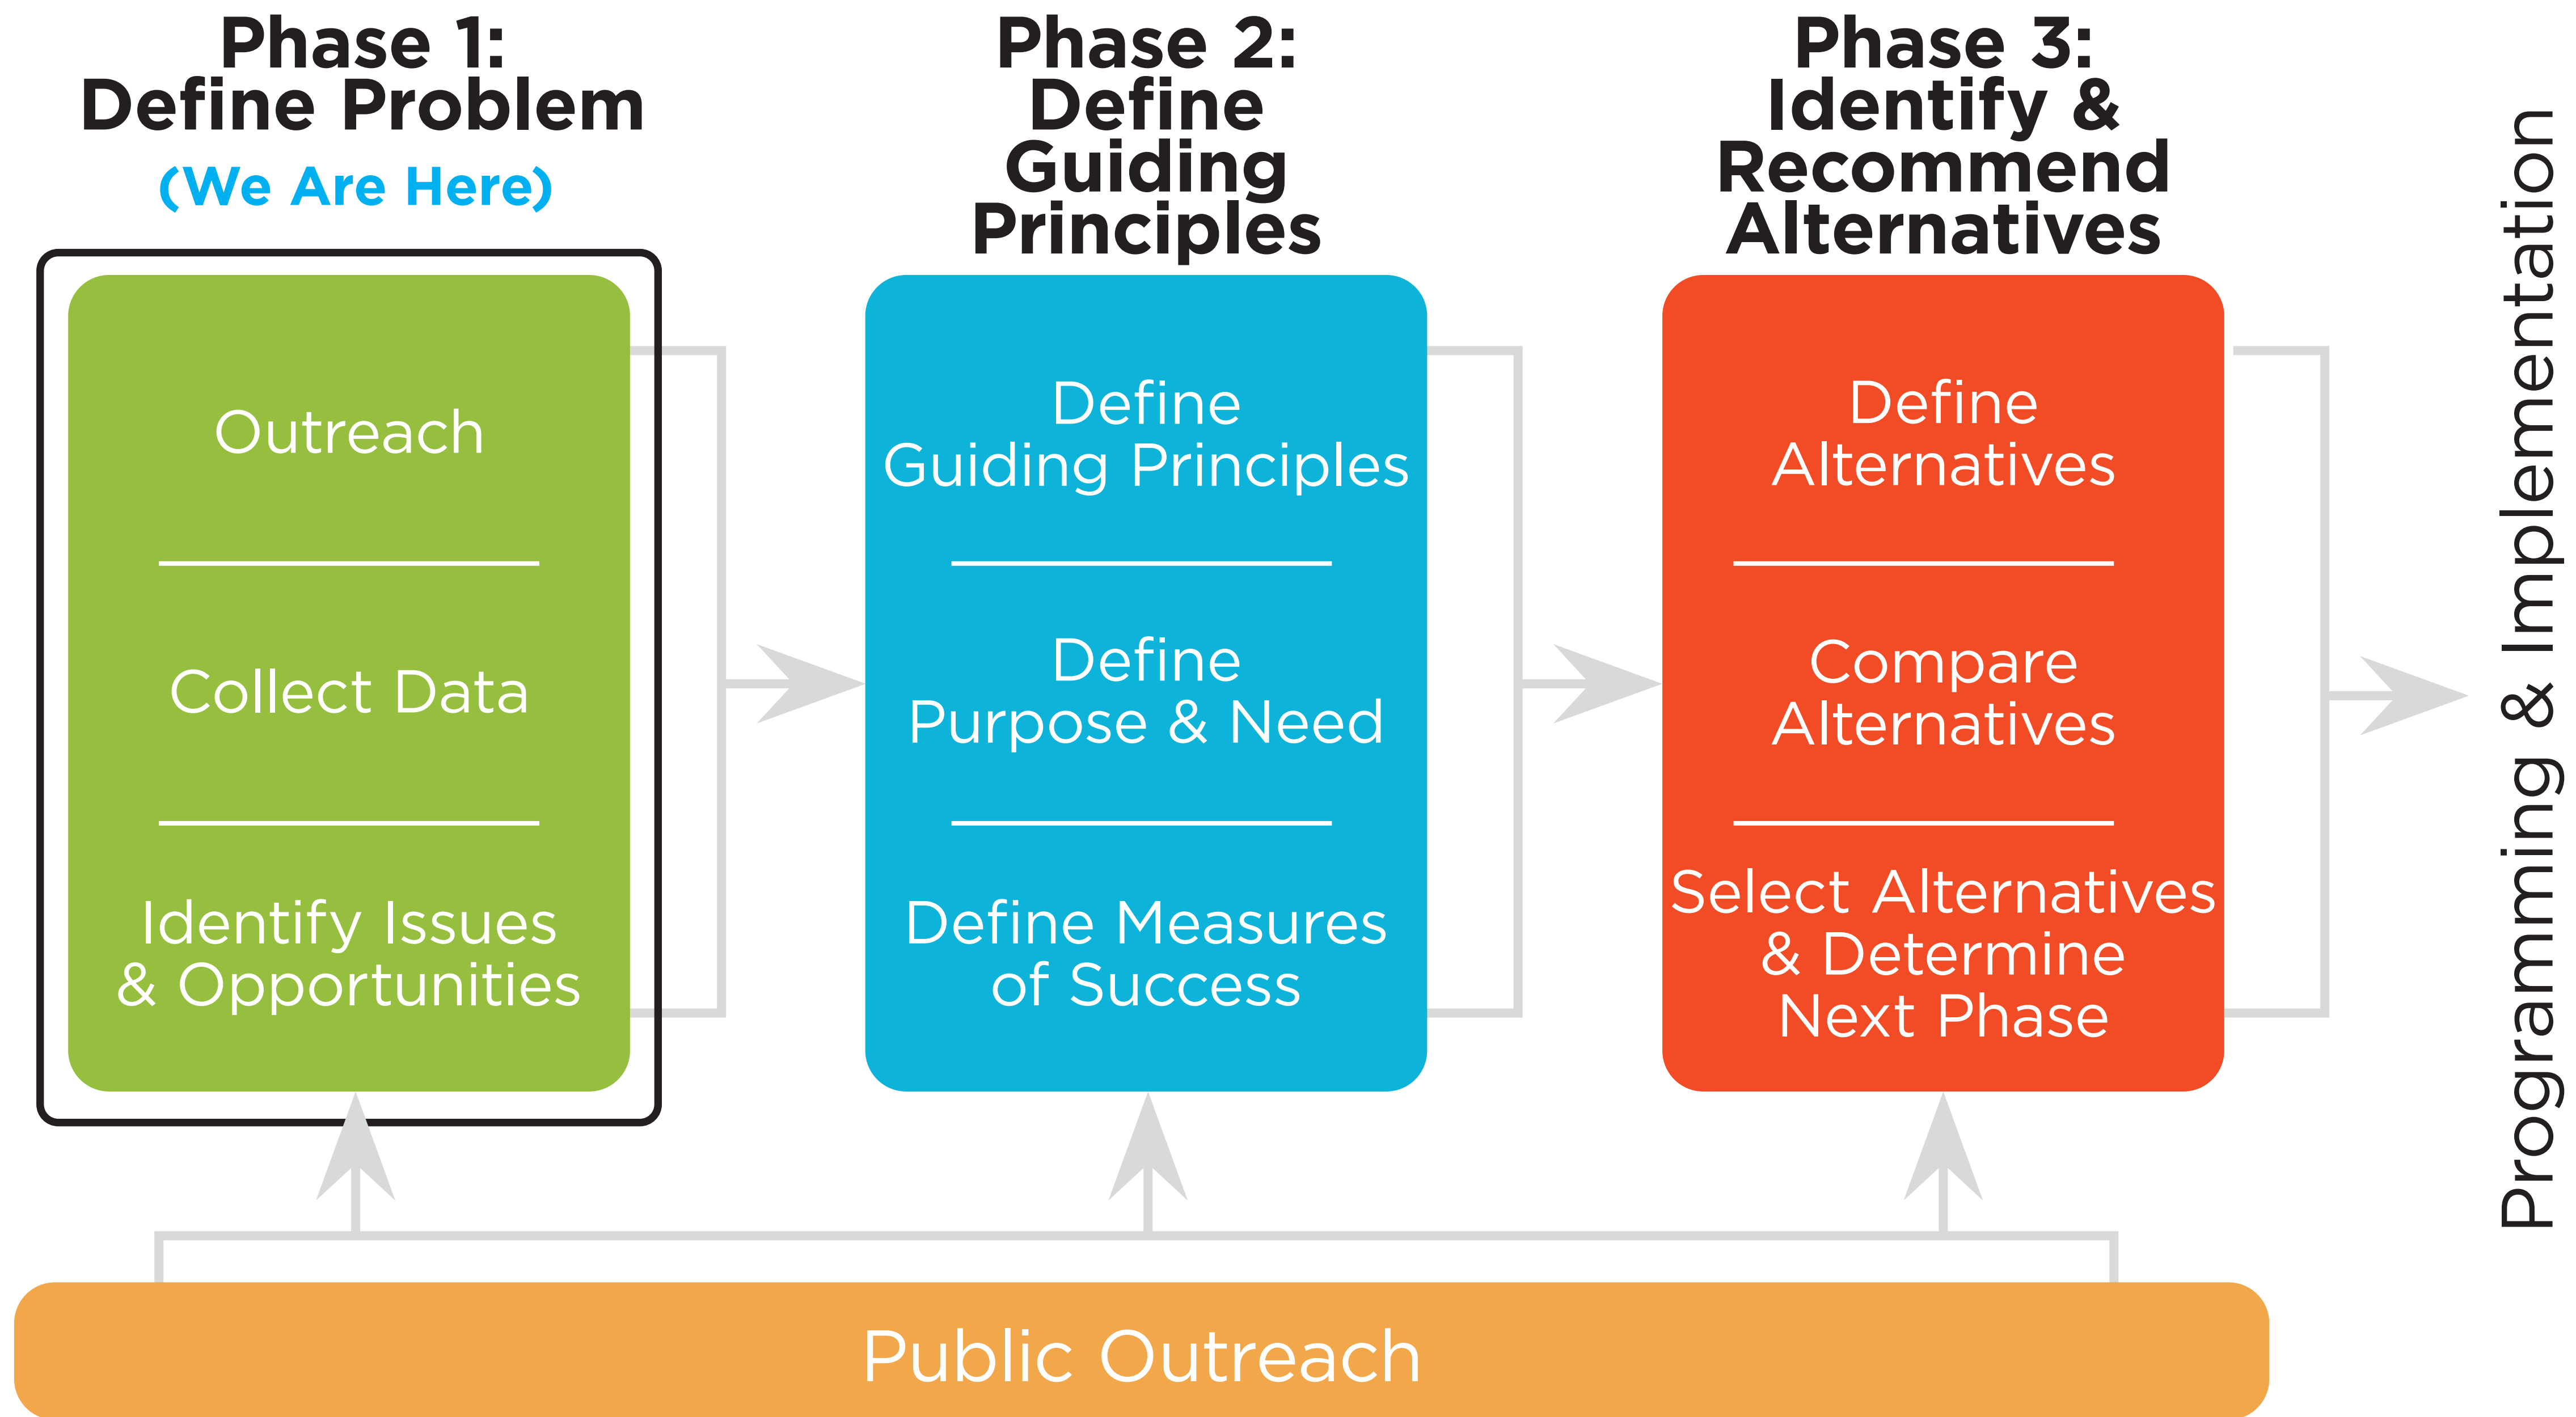 Phase 1:
Define Problem
(We Are Here)
Outreach
Collect Data
Identify Issues
& Opportunities
Phase 2:
Define
Guiding
Principles
Define
Guiding Principles
Define
Purpose & Need
Define Measures
of Success
Phase 3:
Identify &
Recommend
Alternatives
Define
Alternatives
Compare
Alternatives
Select Alternatives
& Determine
Next Phase
Programming & Implementation
Public Outreach